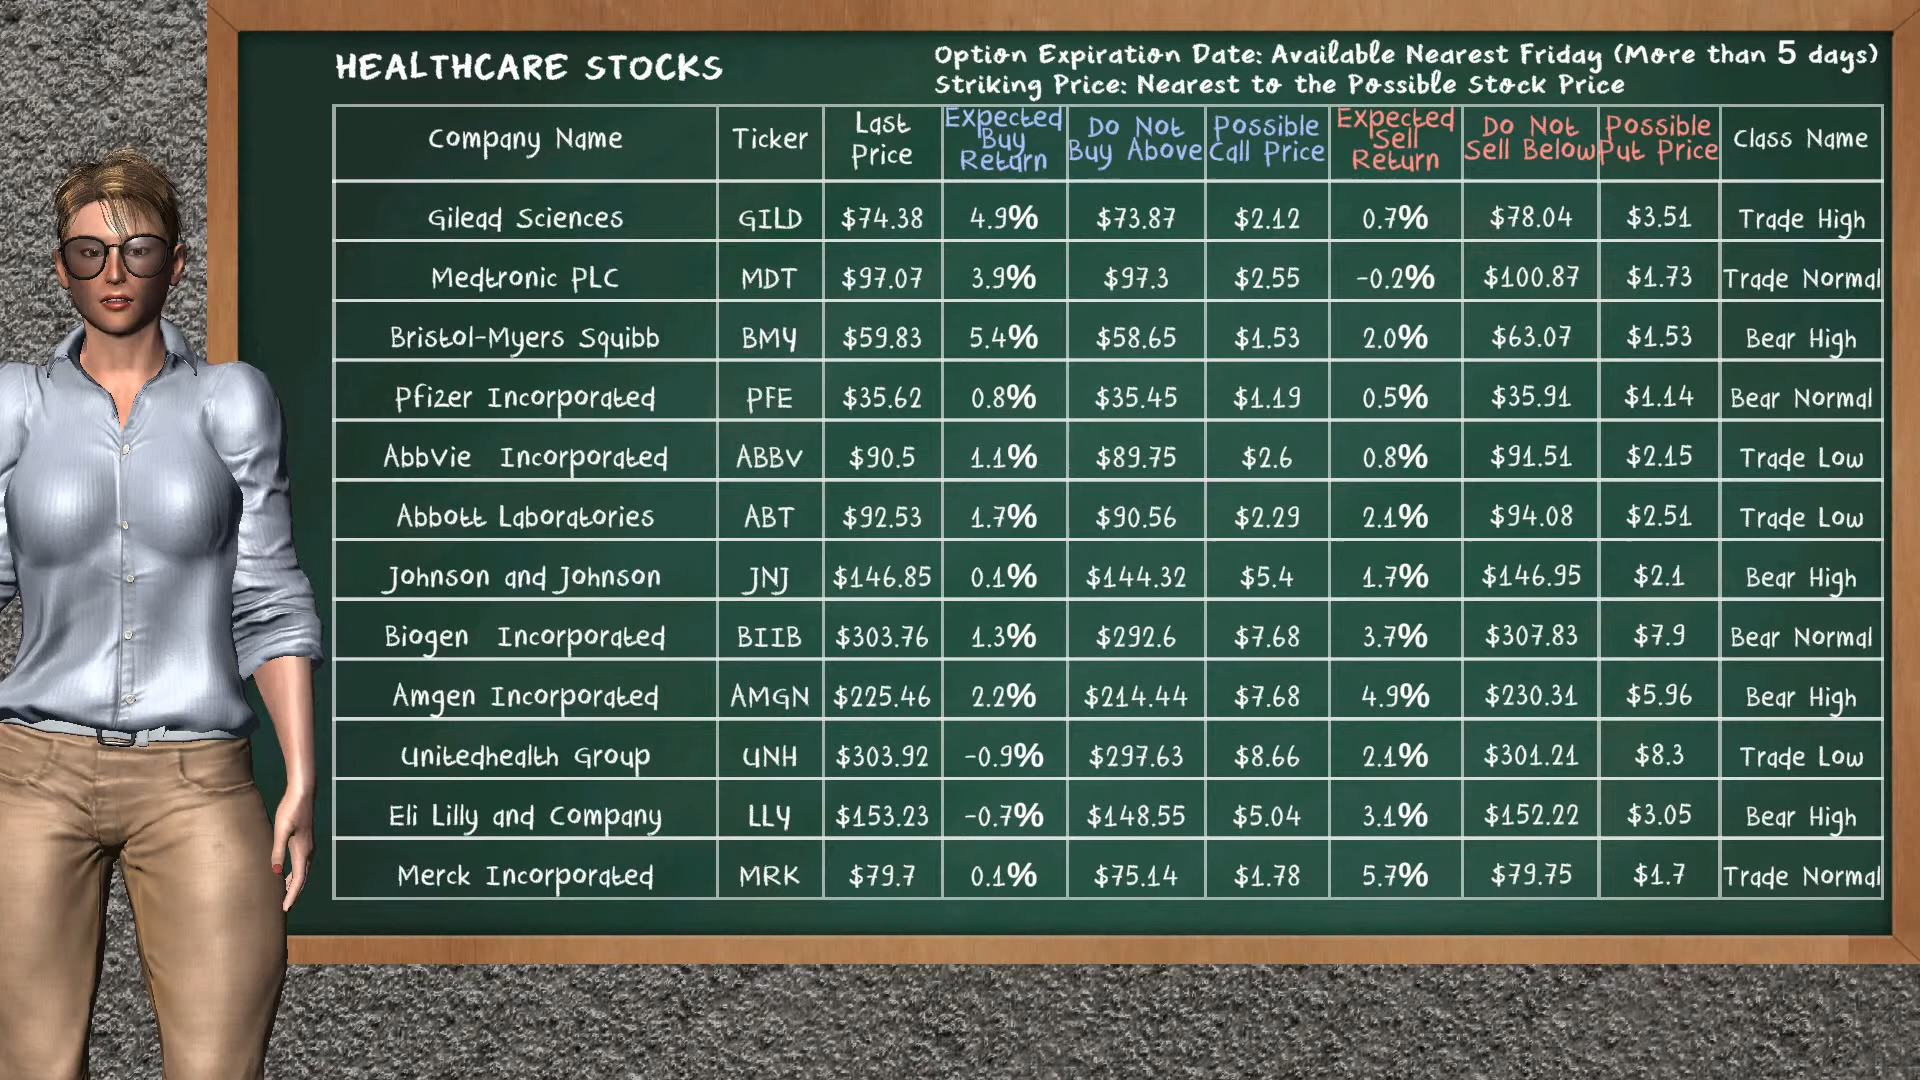 HEALTHCARE STOCKS
Option Expiration Date: Available Nearest Friday (More than 5 days)
Striking Price: Nearest to the Possible Stock Price
Company Name Ticker Last Price Expected Buy Return Do Not Buy Above Possible Call Price Expected Sell Return Do Not Sell Below Possible Put Price Class Name
Gilead Sciences GILD $74.38 4.9% $73.87 $2.12 0.7% $78.04 $3.51 Trade High
Medtronic PLC MDT $97.07 3.9% $97.3 $2.55 -0.2% $100.87 $1.73 Trade Normal
Bristol-Myers Squibb BMY $59.83 5.4% $58.65 $1.53 2.0% $63.07 $1.53 Bear High
Pfizer Incorporated PFE $35.62 0.8% $35.45 $1.19 0.5% $35.91 $1.14 Bear Normal
AbbVie Incorporated ABBV $90.5 1.1% $89.75 $2.6 0.8% $91.51 $2.15 Trade Low
Abbott Laboratories ABT $92.53 1.7% $90.56 $2.29 2.1% $94.08 $2.51 Trade Low
Johnson and Johnson JNJ $146.85 0.1% $144.32 $5.4 1.7% $146.95 $2.1 Bear High
Biogen Incorporated BIIB $303.76 1.3% $292.6 $7.68 3.7% $307.83 $7.9 Bear Normal
Amgen Incorporated AMGN $225.46 2.2% $214.44 $7.68 4.9% $230.31 $5.96 Bear High
Unitedhealth Group UNH $303.92 -0.9% $297.63 $8.66 2.1% $301.21 $8.3 Trade Low
Eli Lilly and Company LLY $153.23 -0.7% $148.55 $5.04 3.1% $152.22 $3.05 Bear High
Merck Incorporated MRK $79.7 0.1% $75.14 $1.78 5.7% $79.75 $1.7 Trade Normal